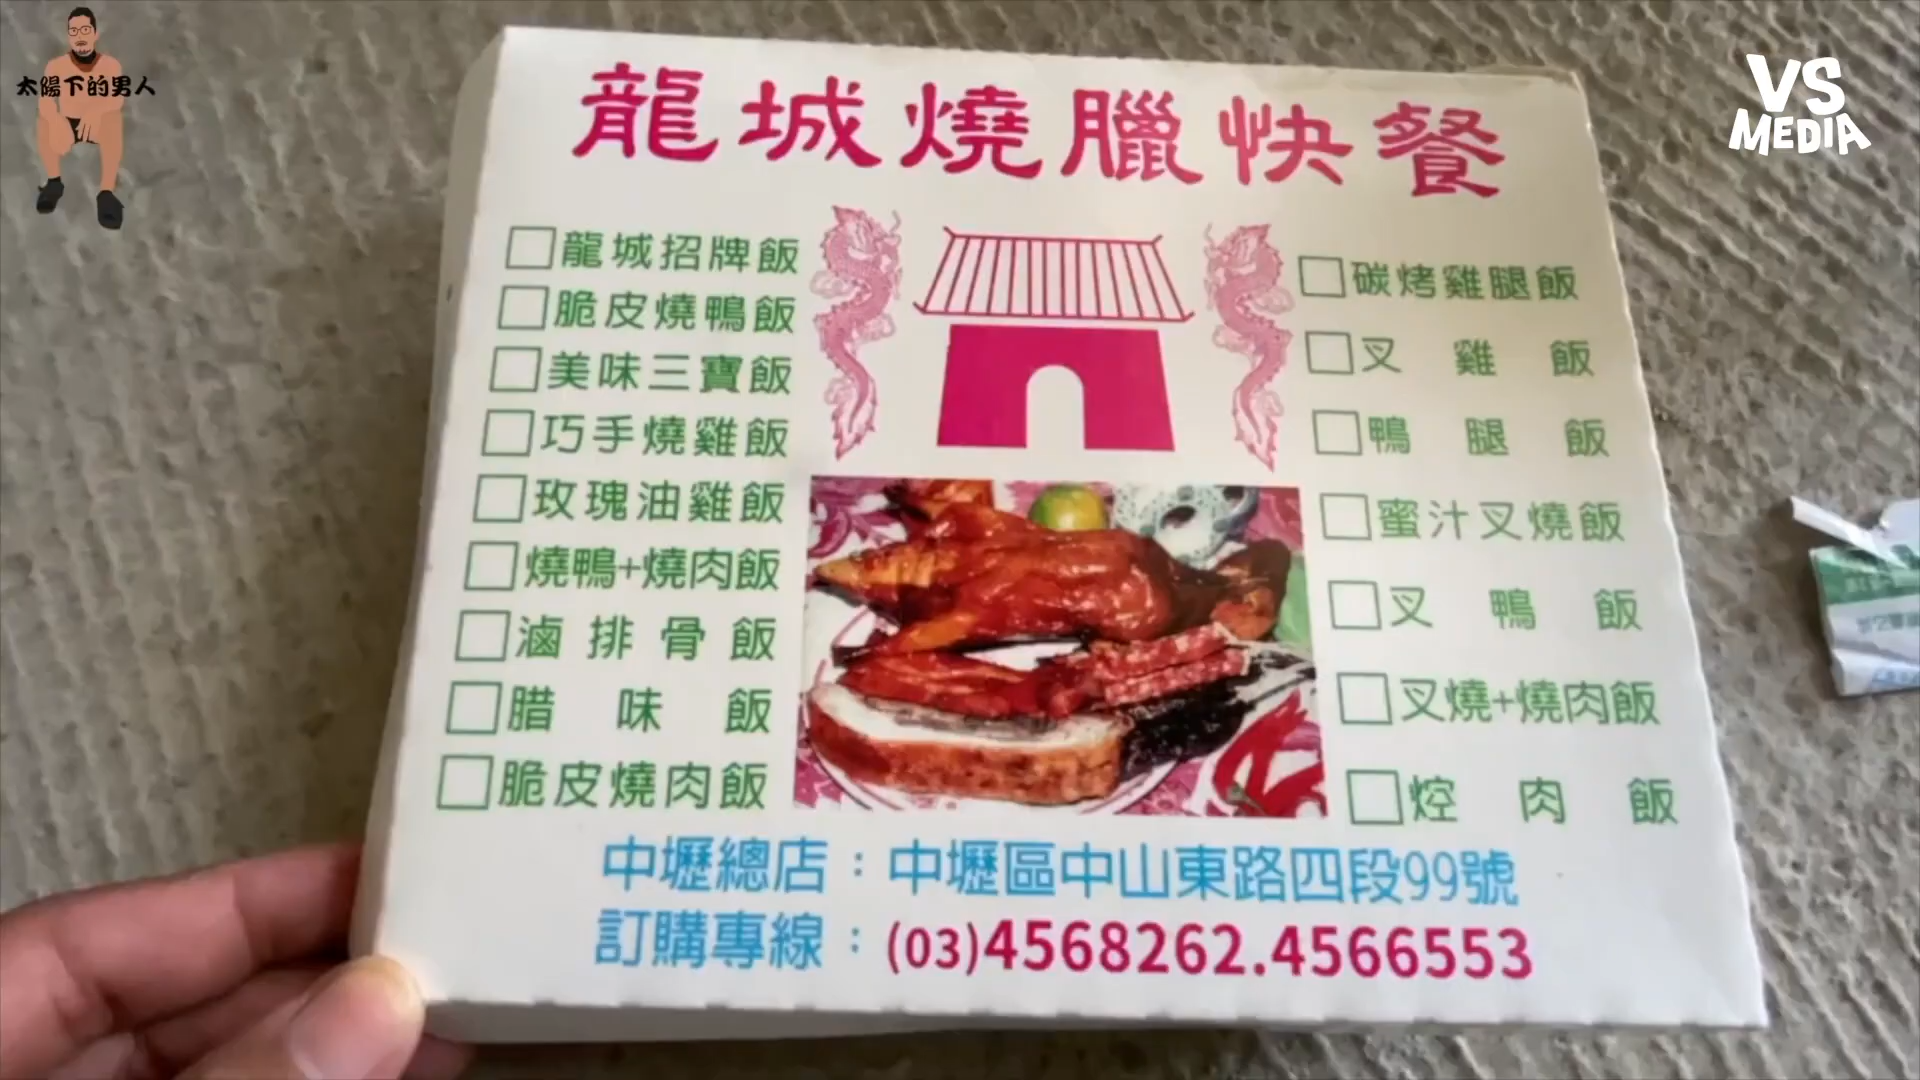 太陽下的男人
VS
MEDIA
龍城燒臘快餐
龍城招牌飯
脆皮燒鴨飯
美味三寶飯
巧手燒雞飯
玫瑰油雞飯
燒鴨+燒肉飯
滷排骨飯
腊味飯
脆皮燒肉飯
碳烤雞腿飯
叉雞飯
鴨腿飯
蜜汁叉燒飯
叉鴨飯
叉燒+燒肉飯
焢肉飯
中壢總店：中壢區中山東路四段99號
訂購專線：(03)4568262.4566553